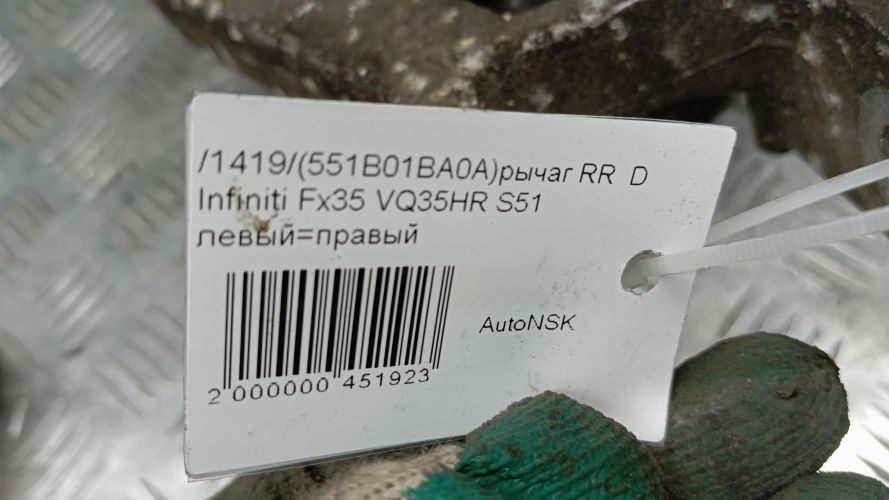 /1419/(551B01BA0A)рычаг RR D
Infiniti Fx35 VQ35HR S51
левый=правый
AutoNSK
2 000000 451923